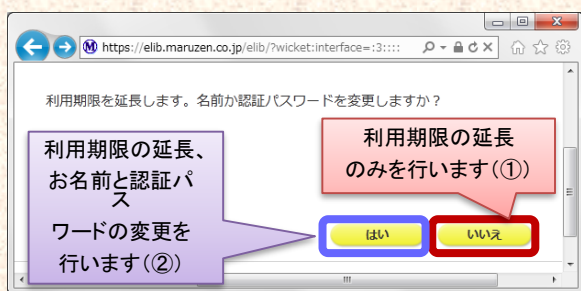 https://elib.maruzen.co.jp/elib/?wicket:interface=:3::::
利用期限を延長します。名前か認証パスワードを変更しますか?
利用期限の延長
のみを行います(①)
利用期限の延長、
お名前と認証パ
ス
ワードの変更を
行います(②)
はい
いいえ